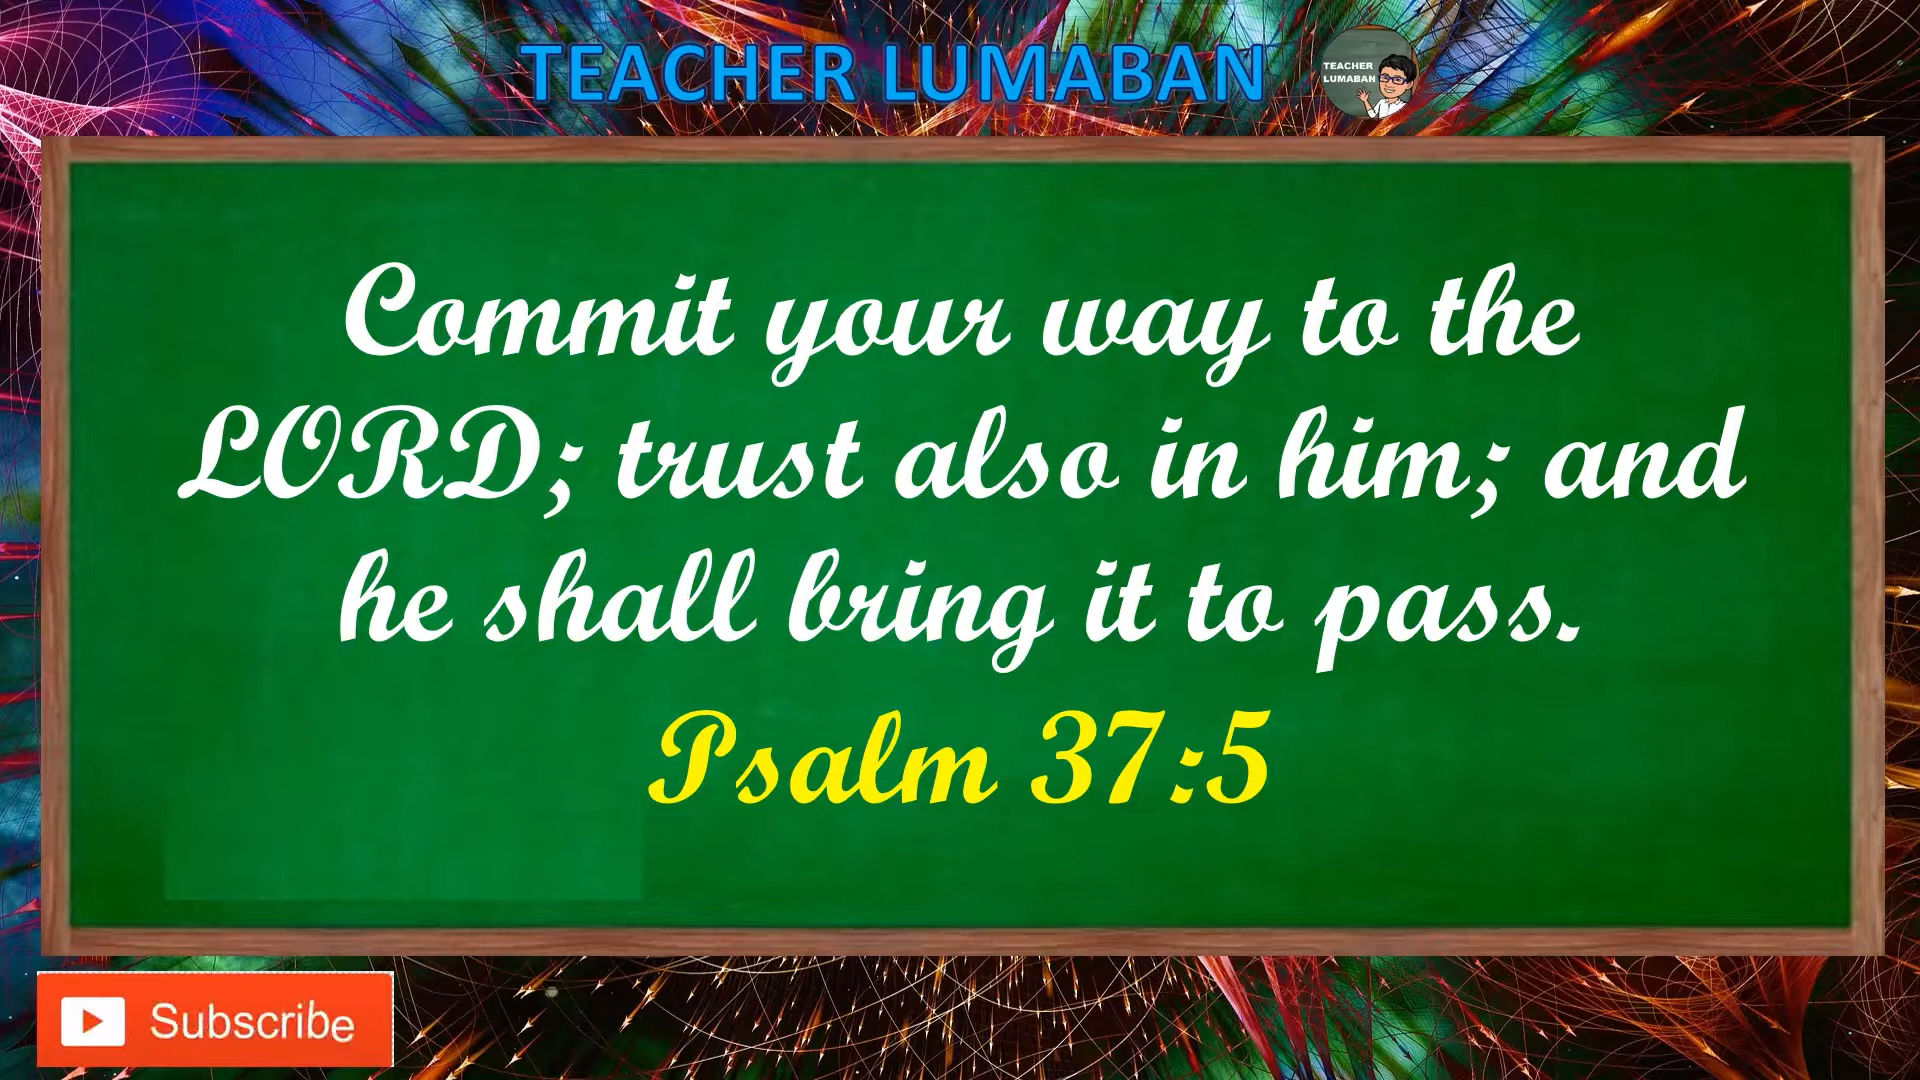 TEACHER LUMABAN
TEACHER
LUMABAN
Commit your way to the
LORD; trust also in him; and
he shall bring it to pass.
Psalm 37:5
Subscribe